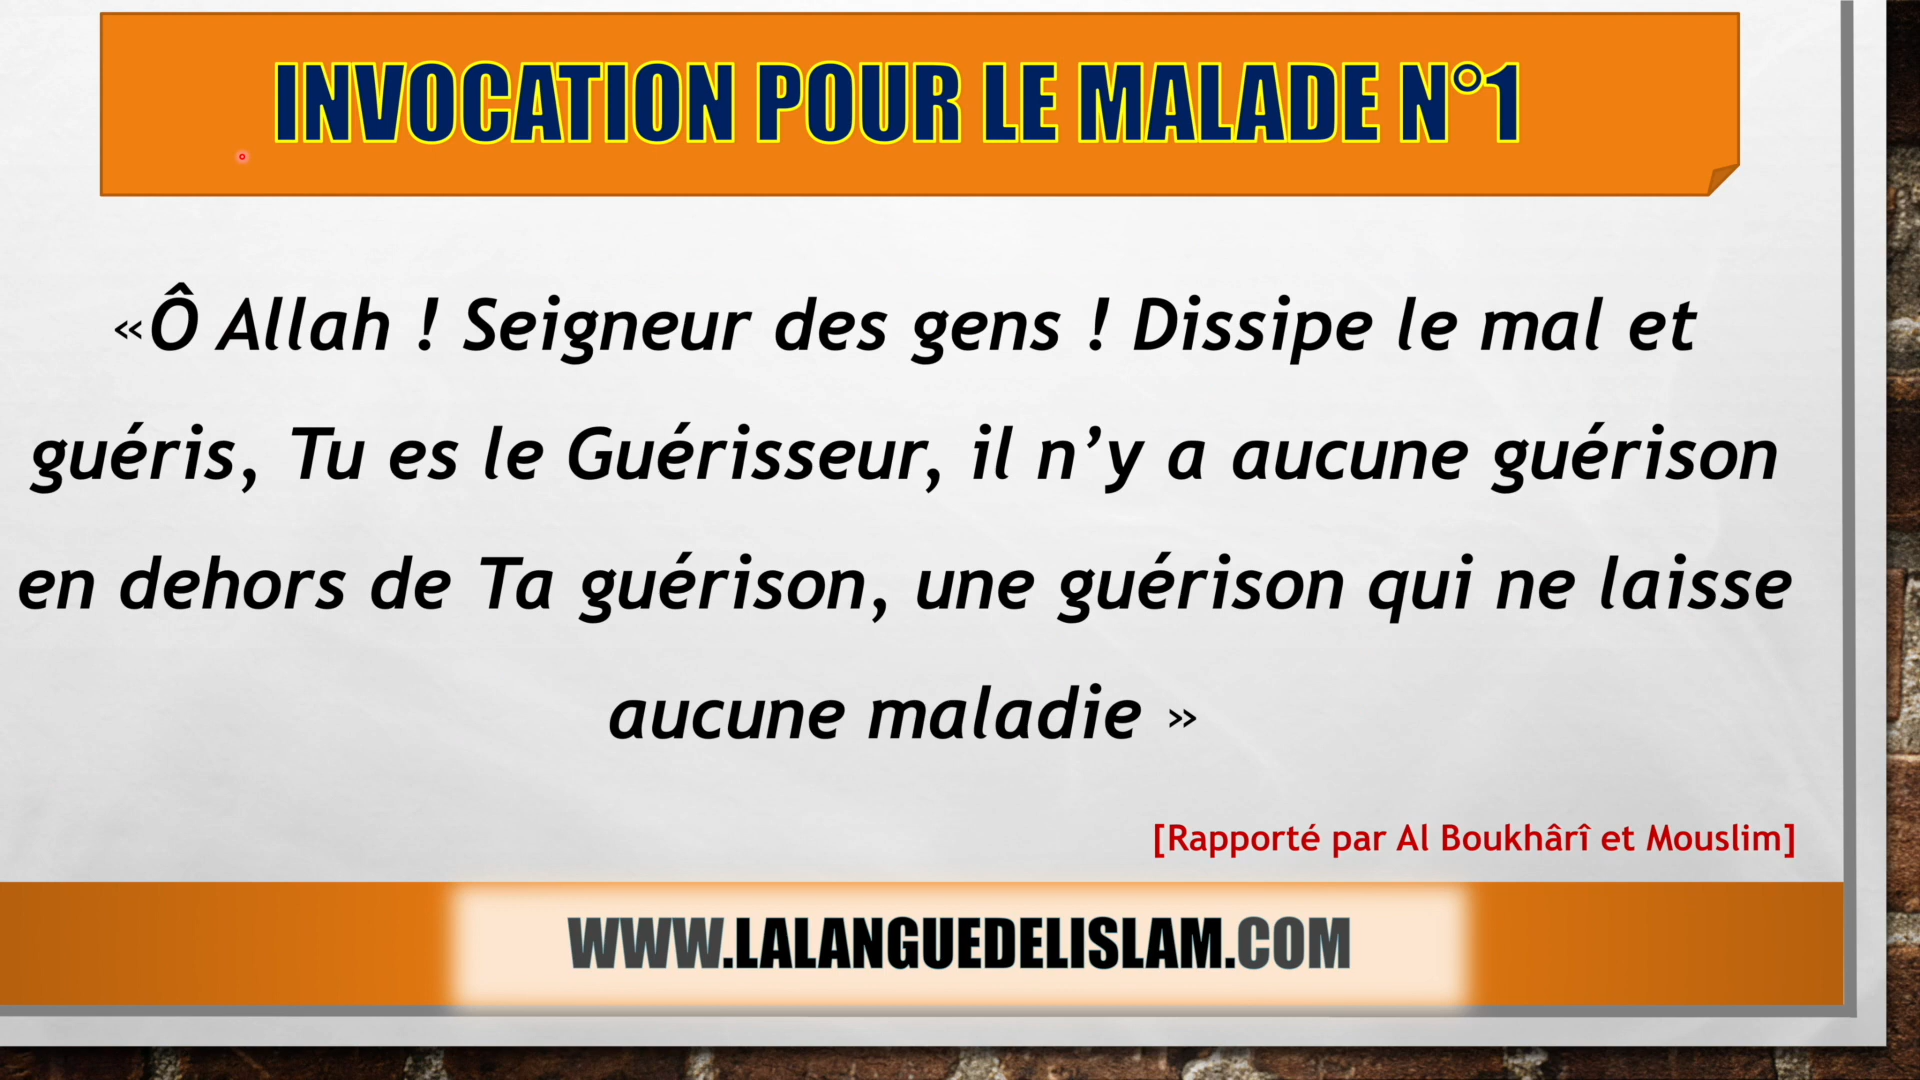 INVOCATION POUR LE MALADE N°1
«Ô Allah ! Seigneur des gens ! Dissipe le mal et
guéris, Tu es le Guérisseur, il n’y a aucune guérison
en dehors de Ta guérison, une guérison qui ne laisse
aucune maladie »
[Rapporté par Al Boukhârî et Mouslim]
WWW.LALANGUEDELISLAM.COM